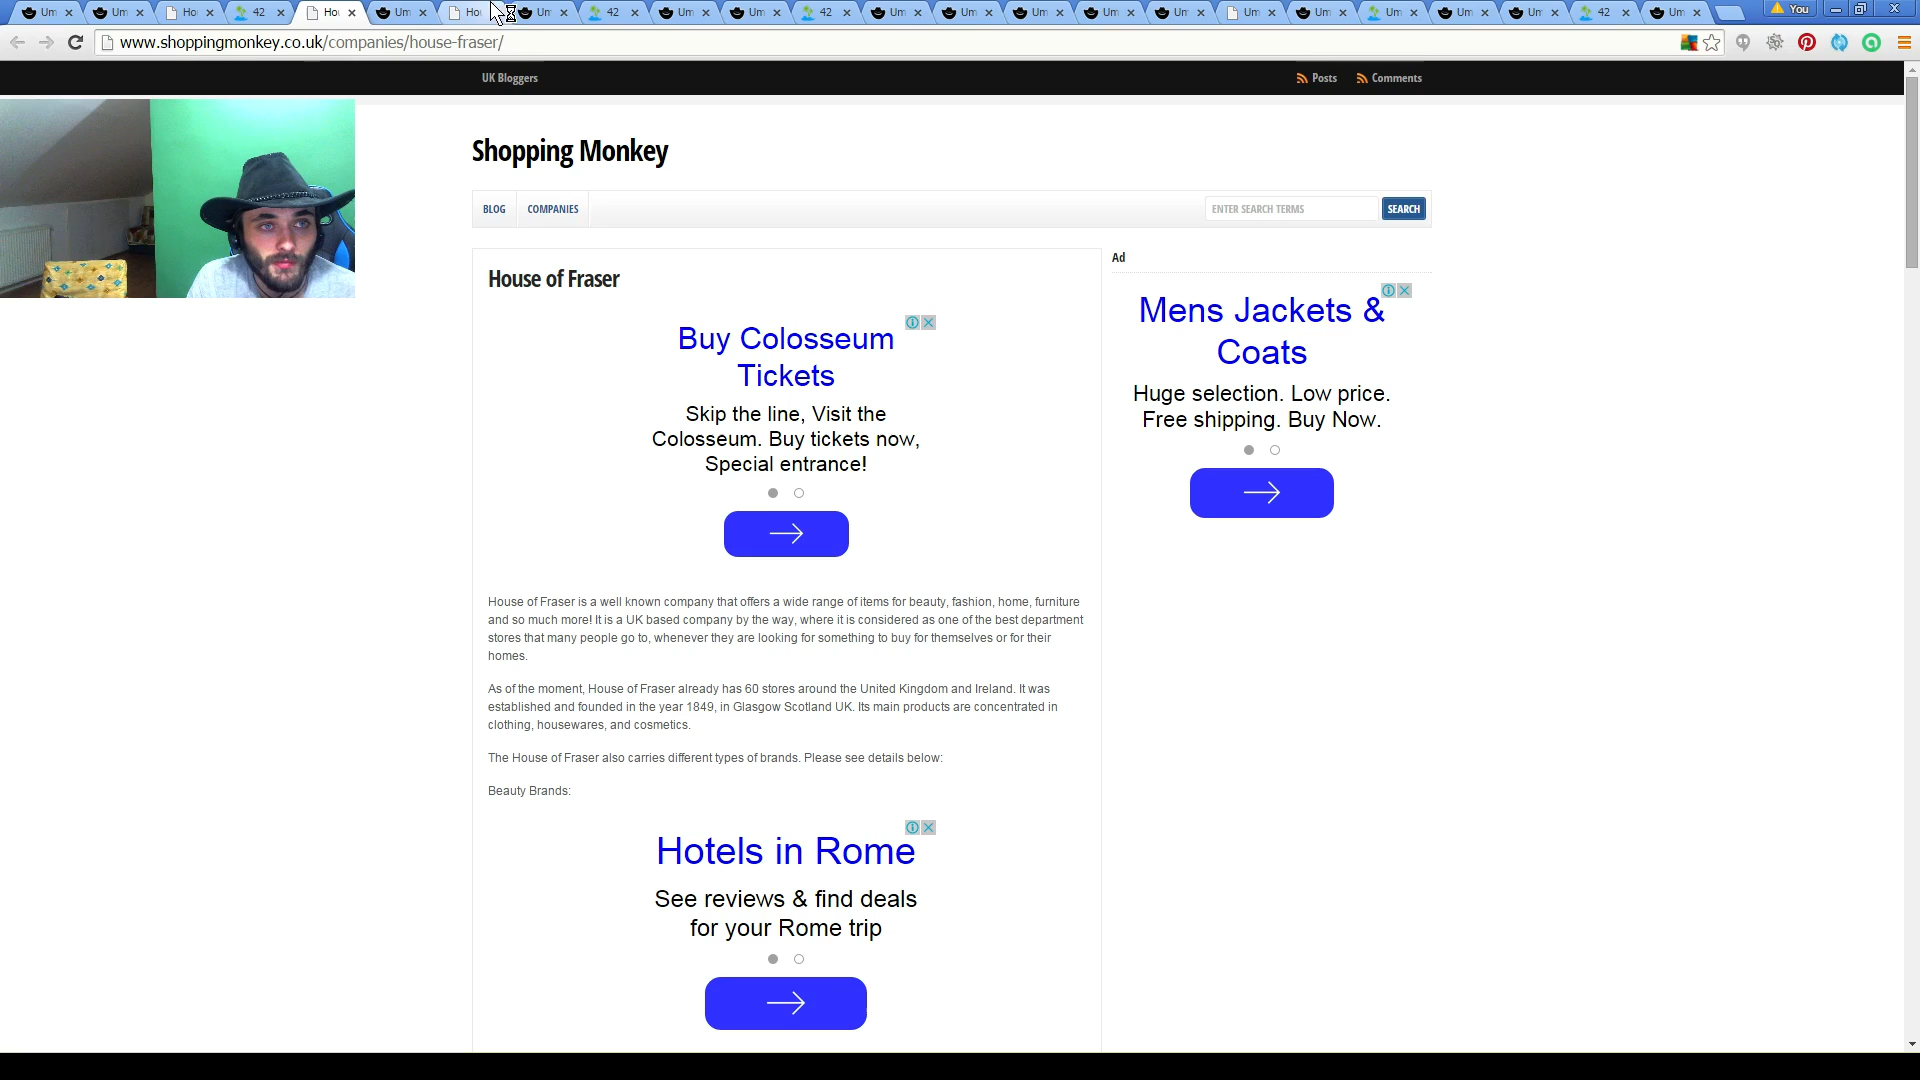 Um Um Ho 42 Ho Um Ho Um 42 Um Um 42 Um Um Um Um Um Um Um Um Um Um 42 Um You
www.shoppingmonkey.co.uk/companies/house-fraser/
UK Bloggers Posts Comments
Shopping Monkey
BLOG COMPANIES ENTER SEARCH TERMS SEARCH
House of Fraser
Ad
Buy Colosseum
Tickets
Skip the line, Visit the
Colosseum. Buy tickets now,
Special entrance!
Mens Jackets &
Coats
Huge selection. Low price.
Free shipping. Buy Now.
House of Fraser is a well known company that offers a wide range of items for beauty, fashion, home, furniture
and so much more! It is a UK based company by the way, where it is considered as one of the best department
stores that many people go to, whenever they are looking for something to buy for themselves or for their
homes.
As of the moment, House of Fraser already has 60 stores around the United Kingdom and Ireland. It was
established and founded in the year 1849, in Glasgow Scotland UK. Its main products are concentrated in
clothing, housewares, and cosmetics.
The House of Fraser also carries different types of brands. Please see details below:
Beauty Brands:
Hotels in Rome
See reviews & find deals
for your Rome trip